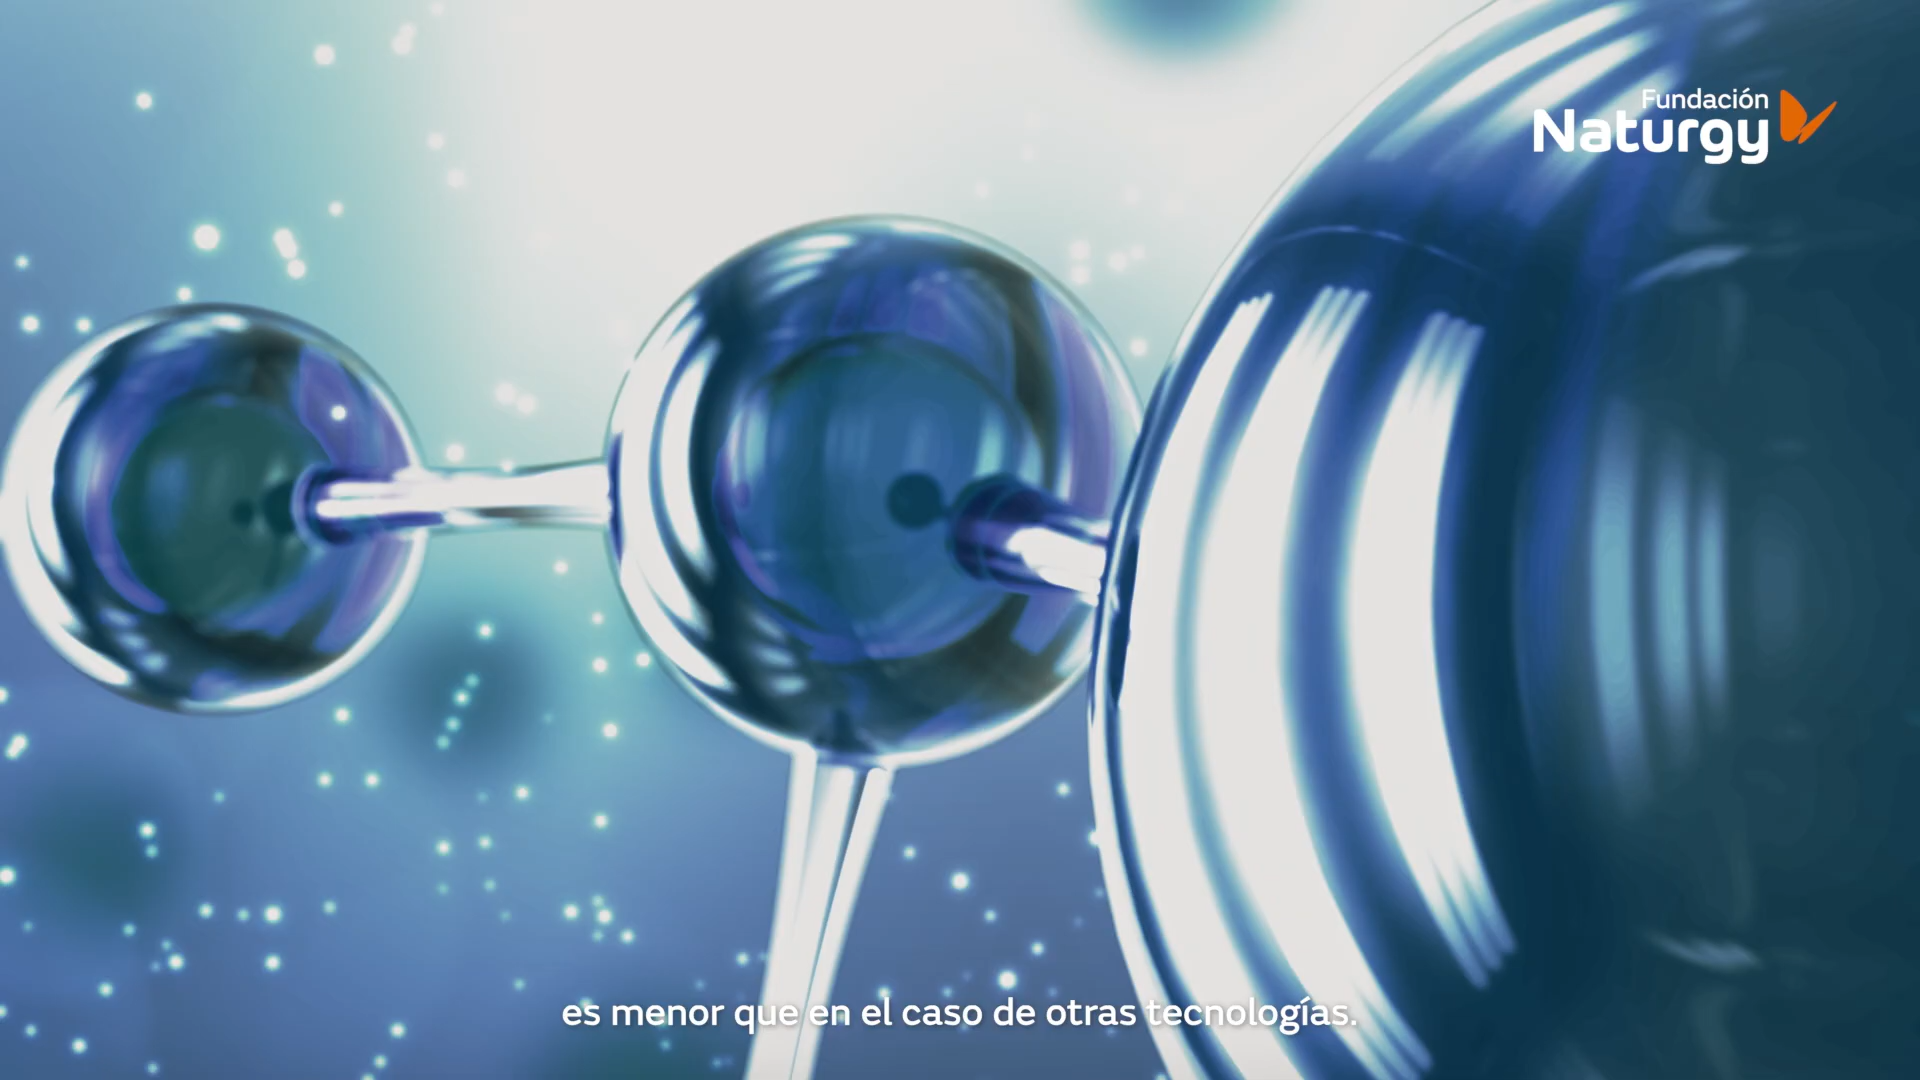 Fundación
Naturgy
es menor que en el caso de otras tecnologías.